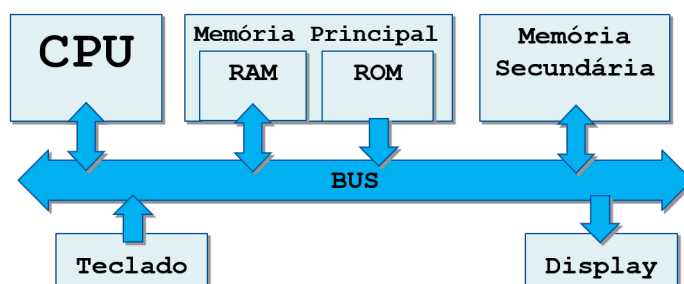 CPU
Memória Principal
RAM
ROM
Memória
Secundária
BUS
Teclado
Display